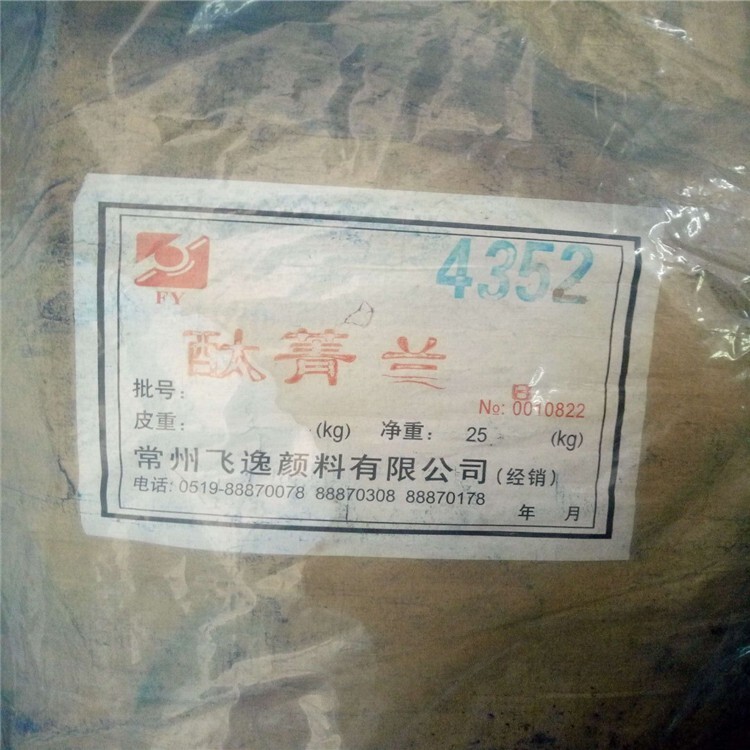 4352
FY
酞菁兰
批号：
№: 0010822
皮重： (kg) 净重： 25 (kg)
常州飞逸颜料有限公司(经销)
电话: 0519-88870078 88870308 88870178
年 月